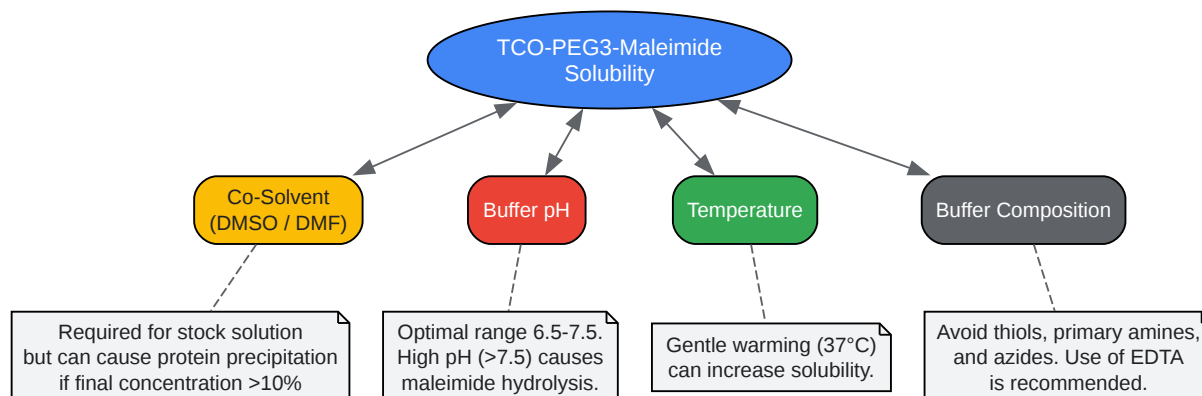 TCO-PEG3-Maleimide
Solubility
Co-Solvent
(DMSO / DMF)
Buffer pH
Temperature
Buffer Composition
Required for stock solution
but can cause protein precipitation
if final concentration >10%
Optimal range 6.5-7.5.
High pH (>7.5) causes
maleimide hydrolysis.
Gentle warming (37°C)
can increase solubility.
Avoid thiols, primary amines,
and azides. Use of EDTA
is recommended.